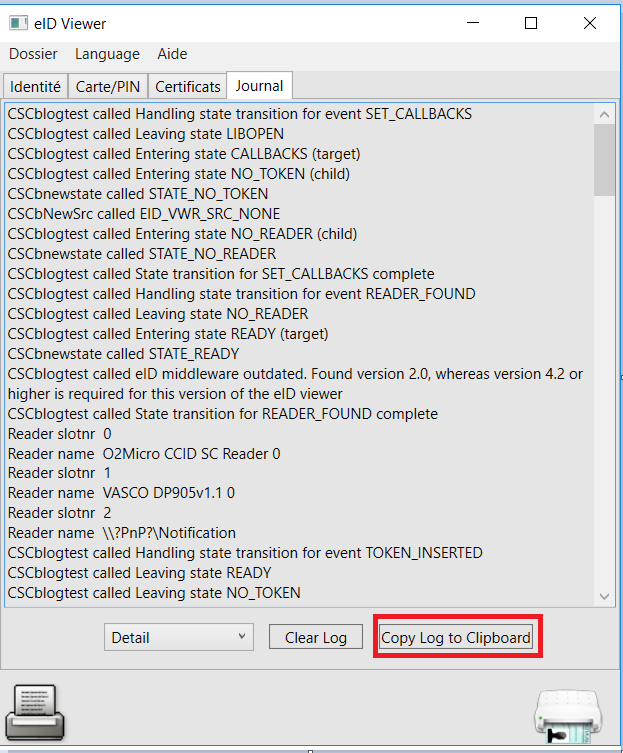 eID Viewer
Dossier Language Aide
Identité Carte/PIN Certificats Journal
CSCblogtest called Handling state transition for event SET_CALLBACKS
CSCblogtest called Leaving state LIBOPEN
CSCblogtest called Entering state CALLBACKS (target)
CSCblogtest called Entering state NO_TOKEN (child)
CSCbnewstate called STATE_NO_TOKEN
CSCbNewSrc called EID_VWR_SRC_NONE
CSCblogtest called Entering state NO_READER (child)
CSCbnewstate called STATE_NO_READER
CSCblogtest called State transition for SET_CALLBACKS complete
CSCblogtest called Handling state transition for event READER_FOUND
CSCblogtest called Leaving state NO_READER
CSCblogtest called Entering state READY (target)
CSCbnewstate called STATE_READY
CSCblogtest called eID middleware outdated. Found version 2.0, whereas version 4.2 or
higher is required for this version of the eID viewer
CSCblogtest called State transition for READER_FOUND complete
Reader slotnr 0
Reader name O2Micro CCID SC Reader 0
Reader slotnr 1
Reader name VASCO DP905v1.1 0
Reader slotnr 2
Reader name \\?PnP?\Notification
CSCblogtest called Handling state transition for event TOKEN_INSERTED
CSCblogtest called Leaving state READY
CSCblogtest called Leaving state NO_TOKEN
Detail Clear Log Copy Log to Clipboard